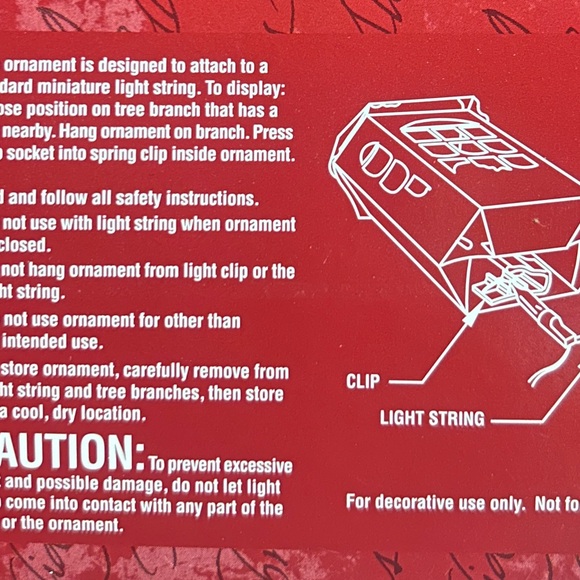 ornament is designed to attach to a
dard miniature light string. To display:
ose position on tree branch that has a
nearby. Hang ornament on branch. Press
socket into spring clip inside ornament.
and follow all safety instructions.
not use with light string when ornament
closed.
not hang ornament from light clip or the
ht string.
not use ornament for other than
intended use.
store ornament, carefully remove from
ht string and tree branches, then store
a cool, dry location.
AUTION: To prevent excessive
and possible damage, do not let light
come into contact with any part of the
or the ornament.
CLIP
LIGHT STRING
For decorative use only. Not fo